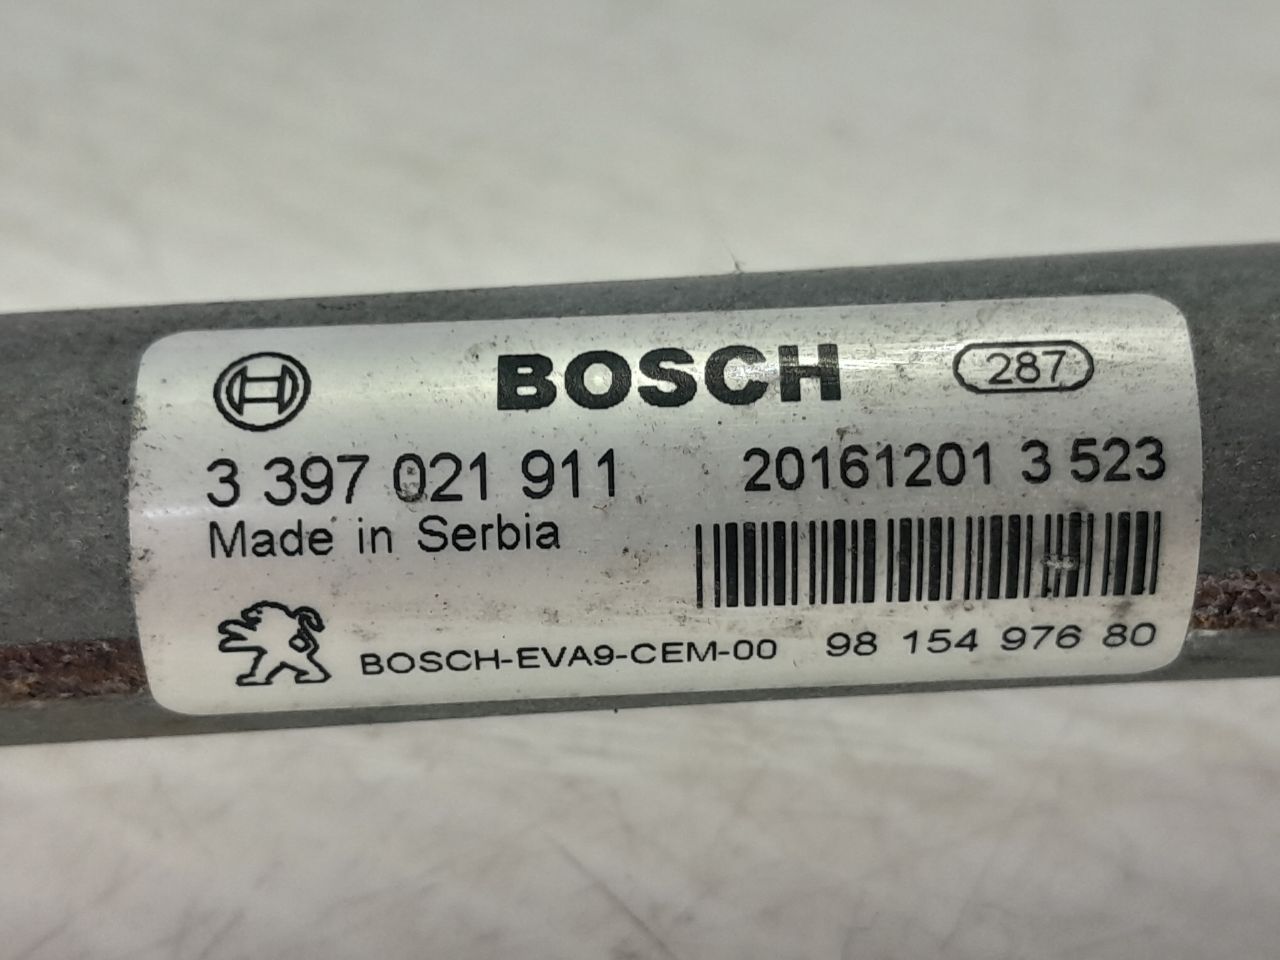 BOSCH 287
3 397 021 911 20161201 3 523
Made in Serbia
BOSCH-EVA9-CEM-00 98 154 976 80